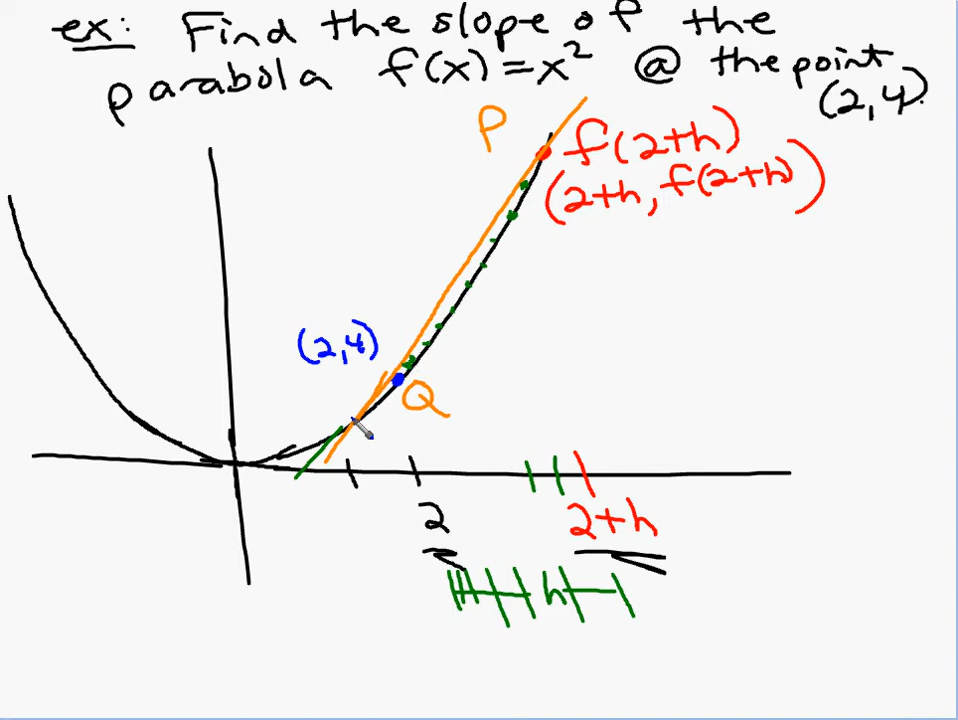 ex: Find the slope of the
parabola f(x)=x² @ the point
(2,4).
P
f(2+h)
(2+h, f(2+h))
(2,4)
Q
2
2+h
h